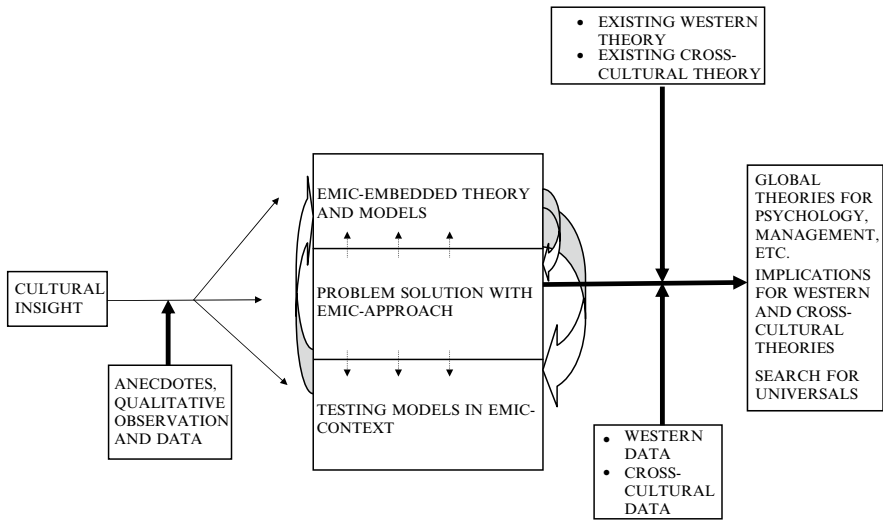 • EXISTING WESTERN
THEORY
• EXISTING CROSS-
CULTURAL THEORY
EMIC-EMBEDDED THEORY
AND MODELS
GLOBAL
THEORIES FOR
PSYCHOLOGY,
MANAGEMENT,
ETC.
IMPLICATIONS
FOR WESTERN
AND CROSS-
CULTURAL
THEORIES
SEARCH FOR
UNIVERSALS
CULTURAL
INSIGHT
PROBLEM SOLUTION WITH
EMIC-APPROACH
ANECDOTES,
QUALITATIVE
OBSERVATION
AND DATA
TESTING MODELS IN EMIC-
CONTEXT
• WESTERN
DATA
• CROSS-
CULTURAL DATA